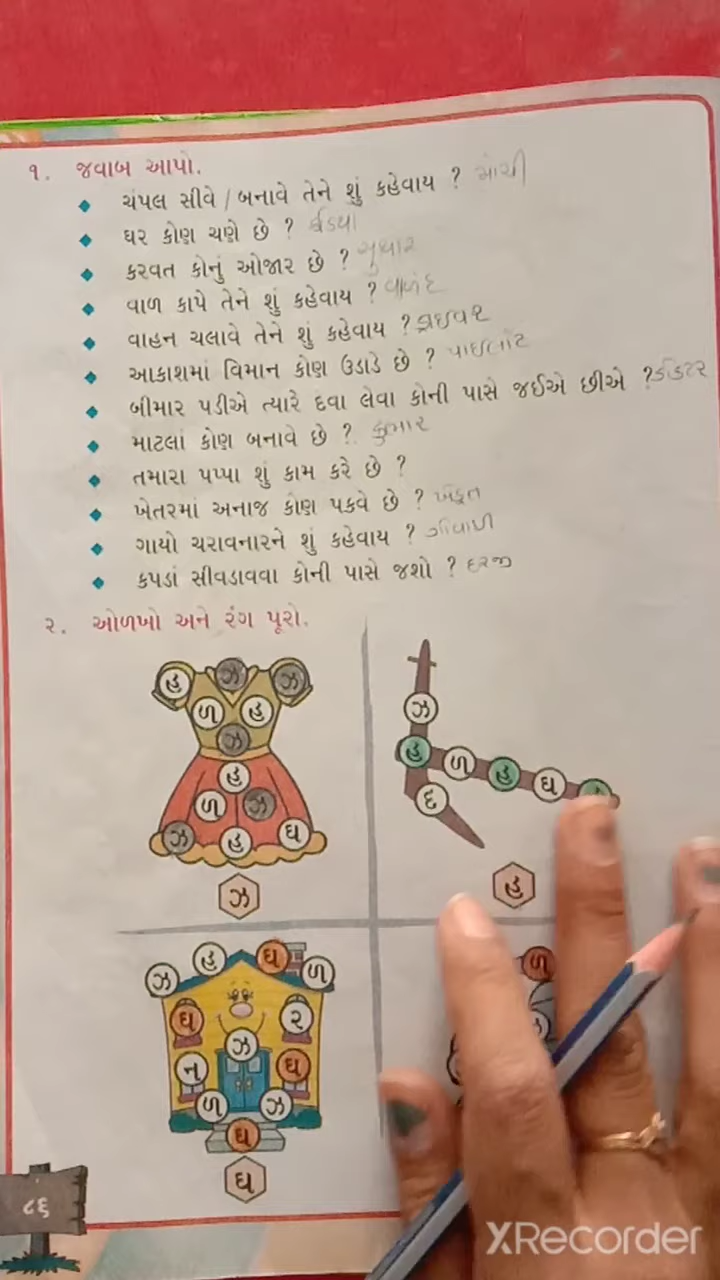 ૧. જવાબ આપો.
ચંપલ સીવે / બનાવે તેને શું કહેવાય ? મોચી
ઘર કોણ ચણે છે ? કડિયા
કરવત કોનું ઓજાર છે ? સુથાર
વાળ કાપે તેને શું કહેવાય ? વાળંદ
વાહન ચલાવે તેને શું કહેવાય ? ડ્રાઇવર
આકાશમાં વિમાન કોણ ઉડાડે છે ? પાઇલોટ
બીમાર પડીએ ત્યારે દવા લેવા કોની પાસે જઈએ છીએ ? ડૉક્ટર
માટલાં કોણ બનાવે છે ? કુંભાર
તમારા પપ્પા શું કામ કરે છે ?
ખેતરમાં અનાજ કોણ પકવે છે ? ખેડૂત
ગાયો ચરાવનારને શું કહેવાય ? ગોવાળ
કપડાં સીવડાવવા કોની પાસે જશો ? દરજી
૨. ઓળખો અને રંગ પૂરો.
હ ઝ ઝ
ળ હ
ઝ
હ
ળ ઝ
ઝ હ ઘ
ઝ
ઝ
હ ળ હ ઘ
દ
હ
ઝ હ ઘ ળ
ઘ ર
ઝ
ન ઘ
ળ ઝ
ઘ
ઘ
ળ
૮૬
XRecorder